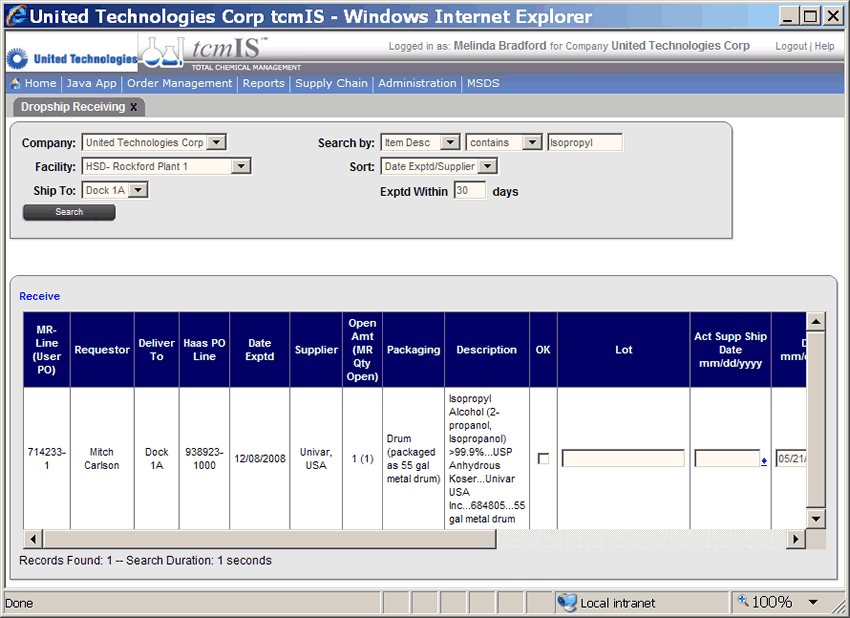 United Technologies Corp tcmIS - Windows Internet Explorer
United Technologies
tcmIS™
TOTAL CHEMICAL MANAGEMENT
Logged in as: Melinda Bradford for Company United Technologies Corp
Logout | Help
Home | Java App | Order Management | Reports | Supply Chain | Administration | MSDS
Dropship Receiving x
Company: United Technologies Corp Search by: Item Desc contains Isopropyl
Facility: HSD- Rockford Plant 1 Sort: Date Exptd/Supplier
Ship To: Dock 1A Exptd Within 30 days
Search
Receive
MR-
Line
(User
PO)
Requestor
Deliver
To
Haas PO
Line
Date
Exptd
Supplier
Open
Amt
(MR
Qty
Open)
Packaging
Description
OK
Lot
Act Supp Ship
Date
mm/dd/yyyy
714233-
1
Mitch
Carlson
Dock
1A
938923-
1000
12/08/2008
Univar,
USA
1 (1)
Drum
(packaged
as 55 gal
metal drum)
Isopropyl
Alcohol (2-
propanol,
Isopropanol)
>99.9%...USP
Anhydrous
Koser...Univar
USA
Inc...684805...55
gal metal drum
05/21/
Records Found: 1 -- Search Duration: 1 seconds
Done
Local intranet
100%